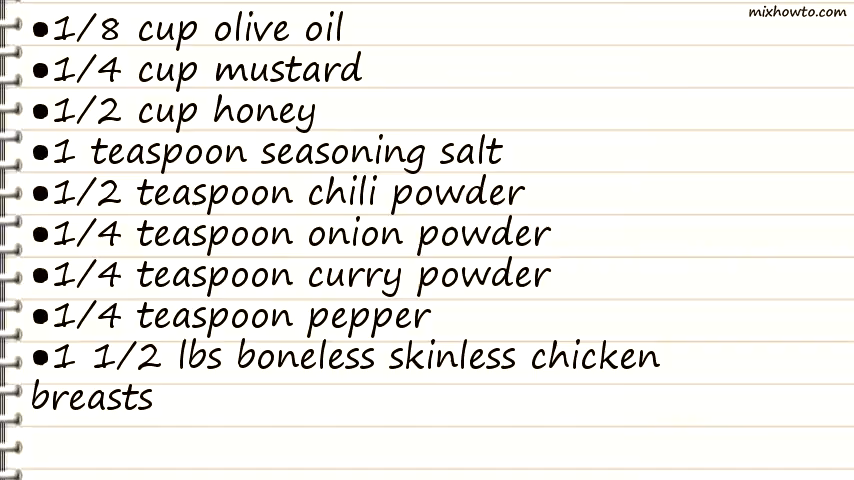 mixhowto.com
•1/8 cup olive oil
•1/4 cup mustard
•1/2 cup honey
•1 teaspoon seasoning salt
•1/2 teaspoon chili powder
•1/4 teaspoon onion powder
•1/4 teaspoon curry powder
•1/4 teaspoon pepper
•1 1/2 lbs boneless skinless chicken
breasts